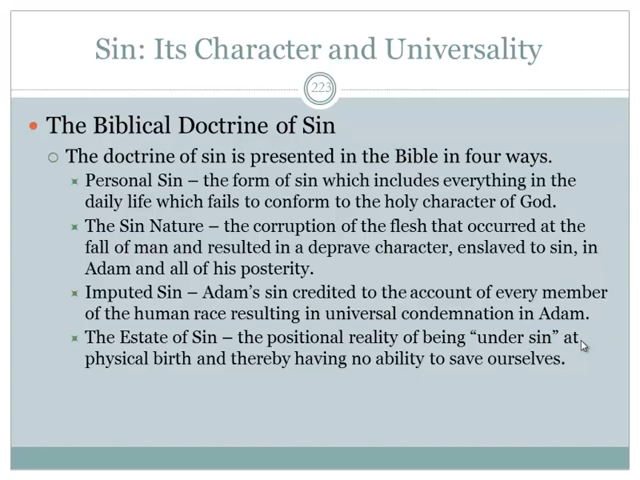 Sin: Its Character and Universality
223
The Biblical Doctrine of Sin
The doctrine of sin is presented in the Bible in four ways.
Personal Sin – the form of sin which includes everything in the
daily life which fails to conform to the holy character of God.
The Sin Nature – the corruption of the flesh that occurred at the
fall of man and resulted in a deprave character, enslaved to sin, in
Adam and all of his posterity.
Imputed Sin – Adam's sin credited to the account of every member
of the human race resulting in universal condemnation in Adam.
The Estate of Sin – the positional reality of being “under sin” at
physical birth and thereby having no ability to save ourselves.